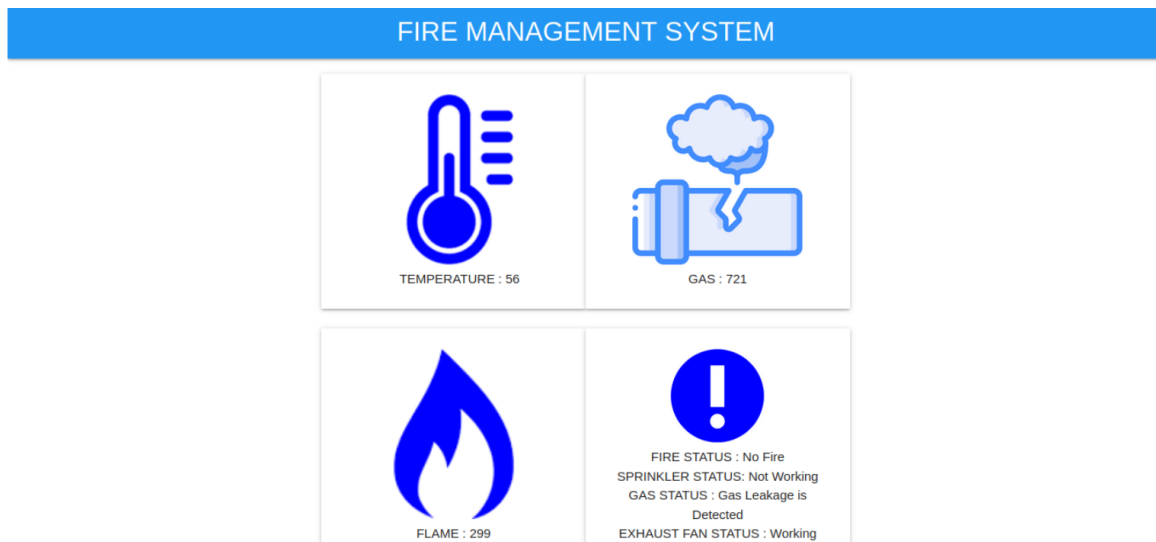 FIRE MANAGEMENT SYSTEM
TEMPERATURE : 56
GAS : 721
FLAME : 299
FIRE STATUS : No Fire
SPRINKLER STATUS: Not Working
GAS STATUS : Gas Leakage is
Detected
EXHAUST FAN STATUS : Working